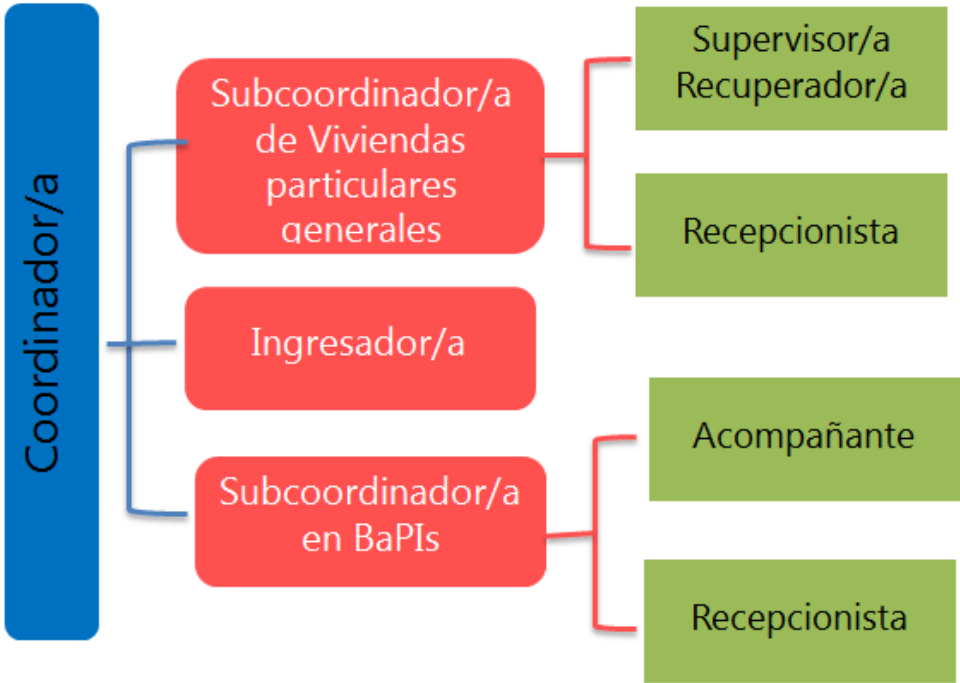 Coordinador/a
Subcoordinador/a
de Viviendas
particulares
generales
Supervisor/a
Recuperador/a
Recepcionista
Ingresador/a
Subcoordinador/a
en BaPIs
Acompañante
Recepcionista